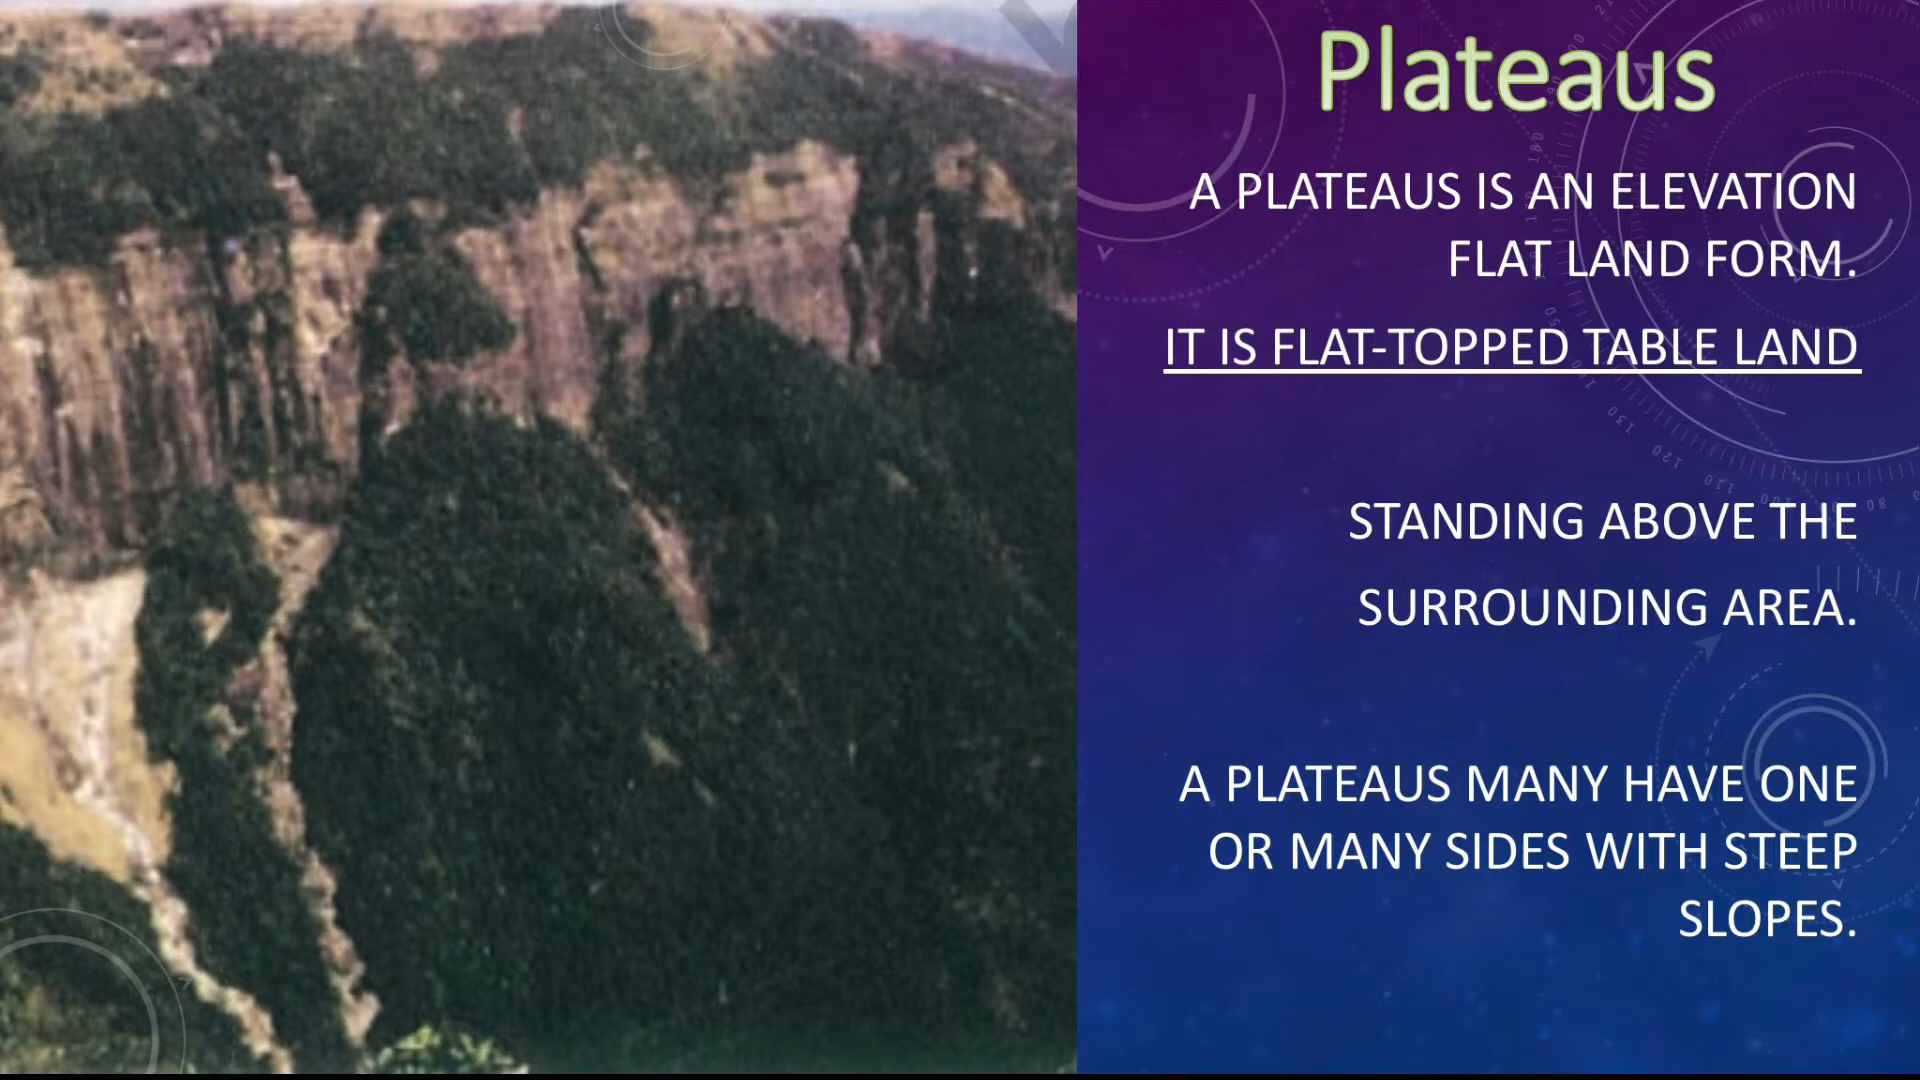 Plateaus
A PLATEAUS IS AN ELEVATION
FLAT LAND FORM.
IT IS FLAT-TOPPED TABLE LAND
STANDING ABOVE THE
SURROUNDING AREA.
A PLATEAUS MANY HAVE ONE
OR MANY SIDES WITH STEEP
SLOPES.